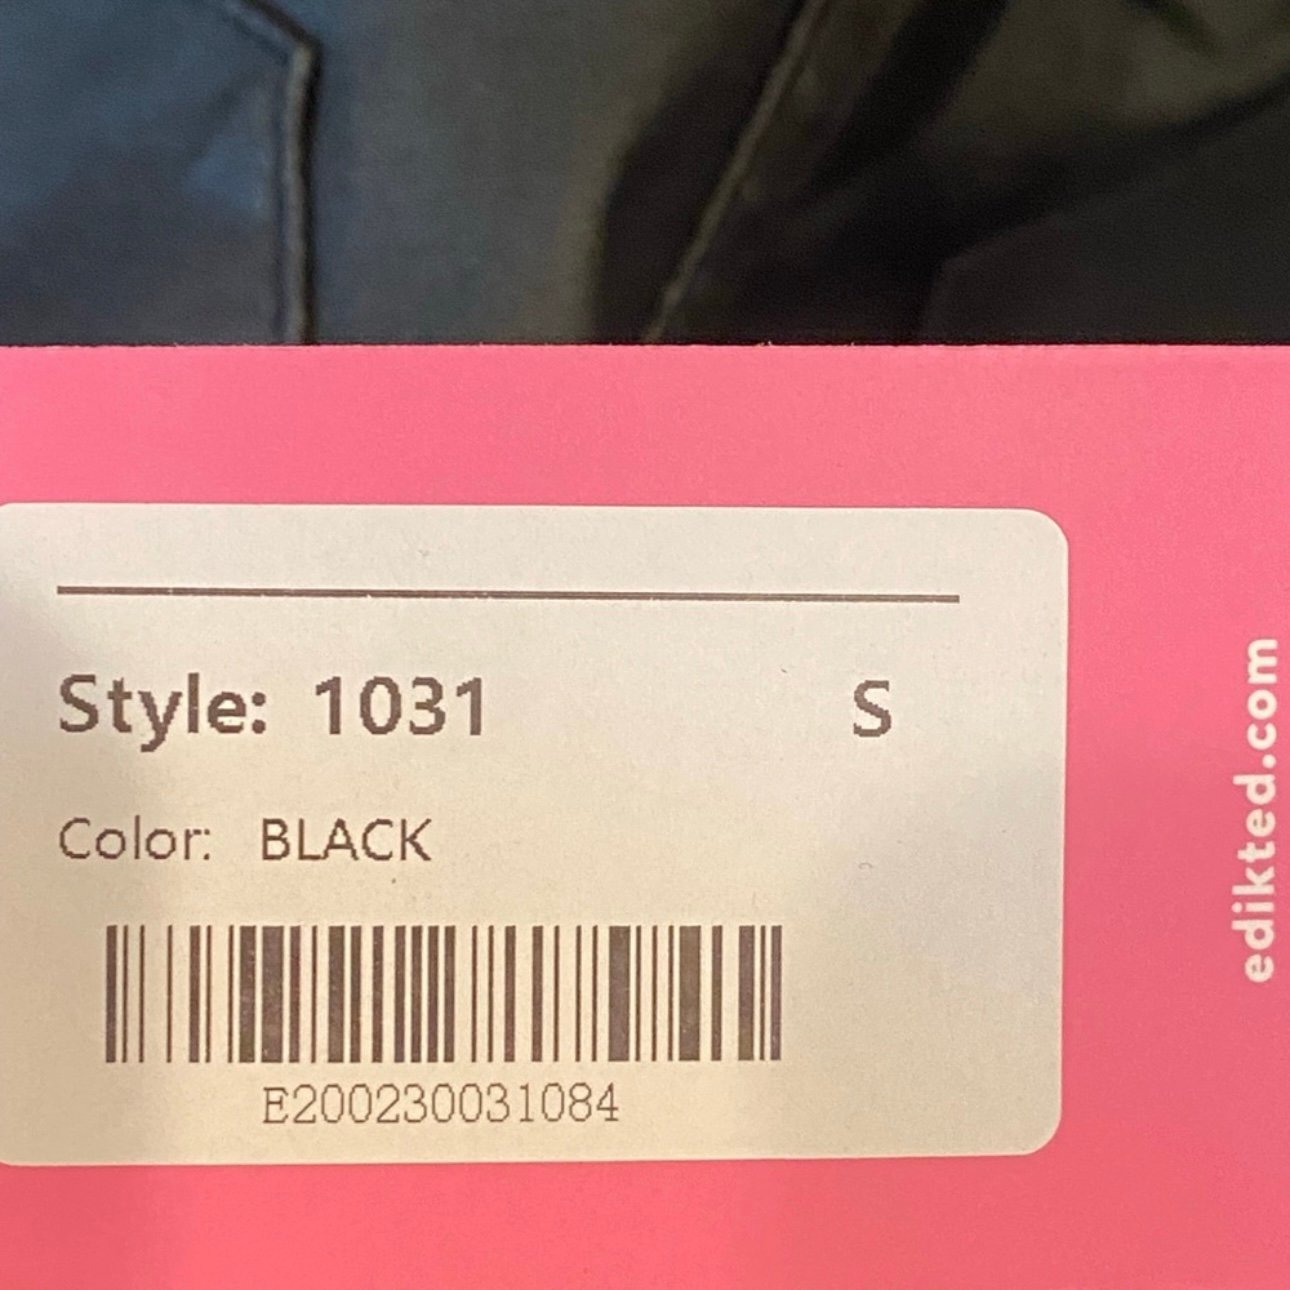 Style: 1031 S
Color: BLACK
E200230031084
edikted.com